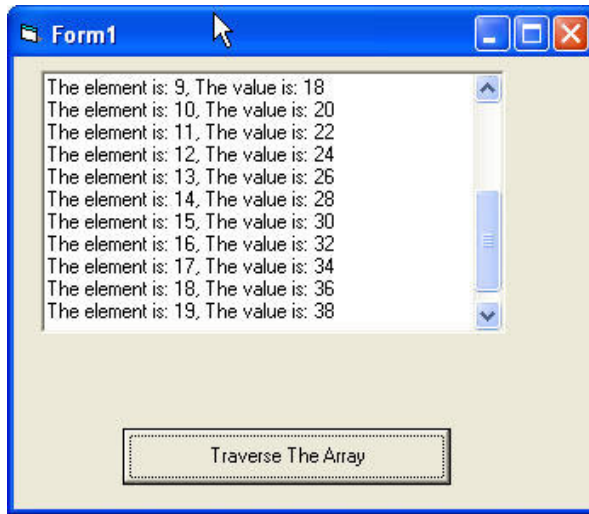 Form1
The element is: 9, The value is: 18
The element is: 10, The value is: 20
The element is: 11, The value is: 22
The element is: 12, The value is: 24
The element is: 13, The value is: 26
The element is: 14, The value is: 28
The element is: 15, The value is: 30
The element is: 16, The value is: 32
The element is: 17, The value is: 34
The element is: 18, The value is: 36
The element is: 19, The value is: 38
Traverse The Array